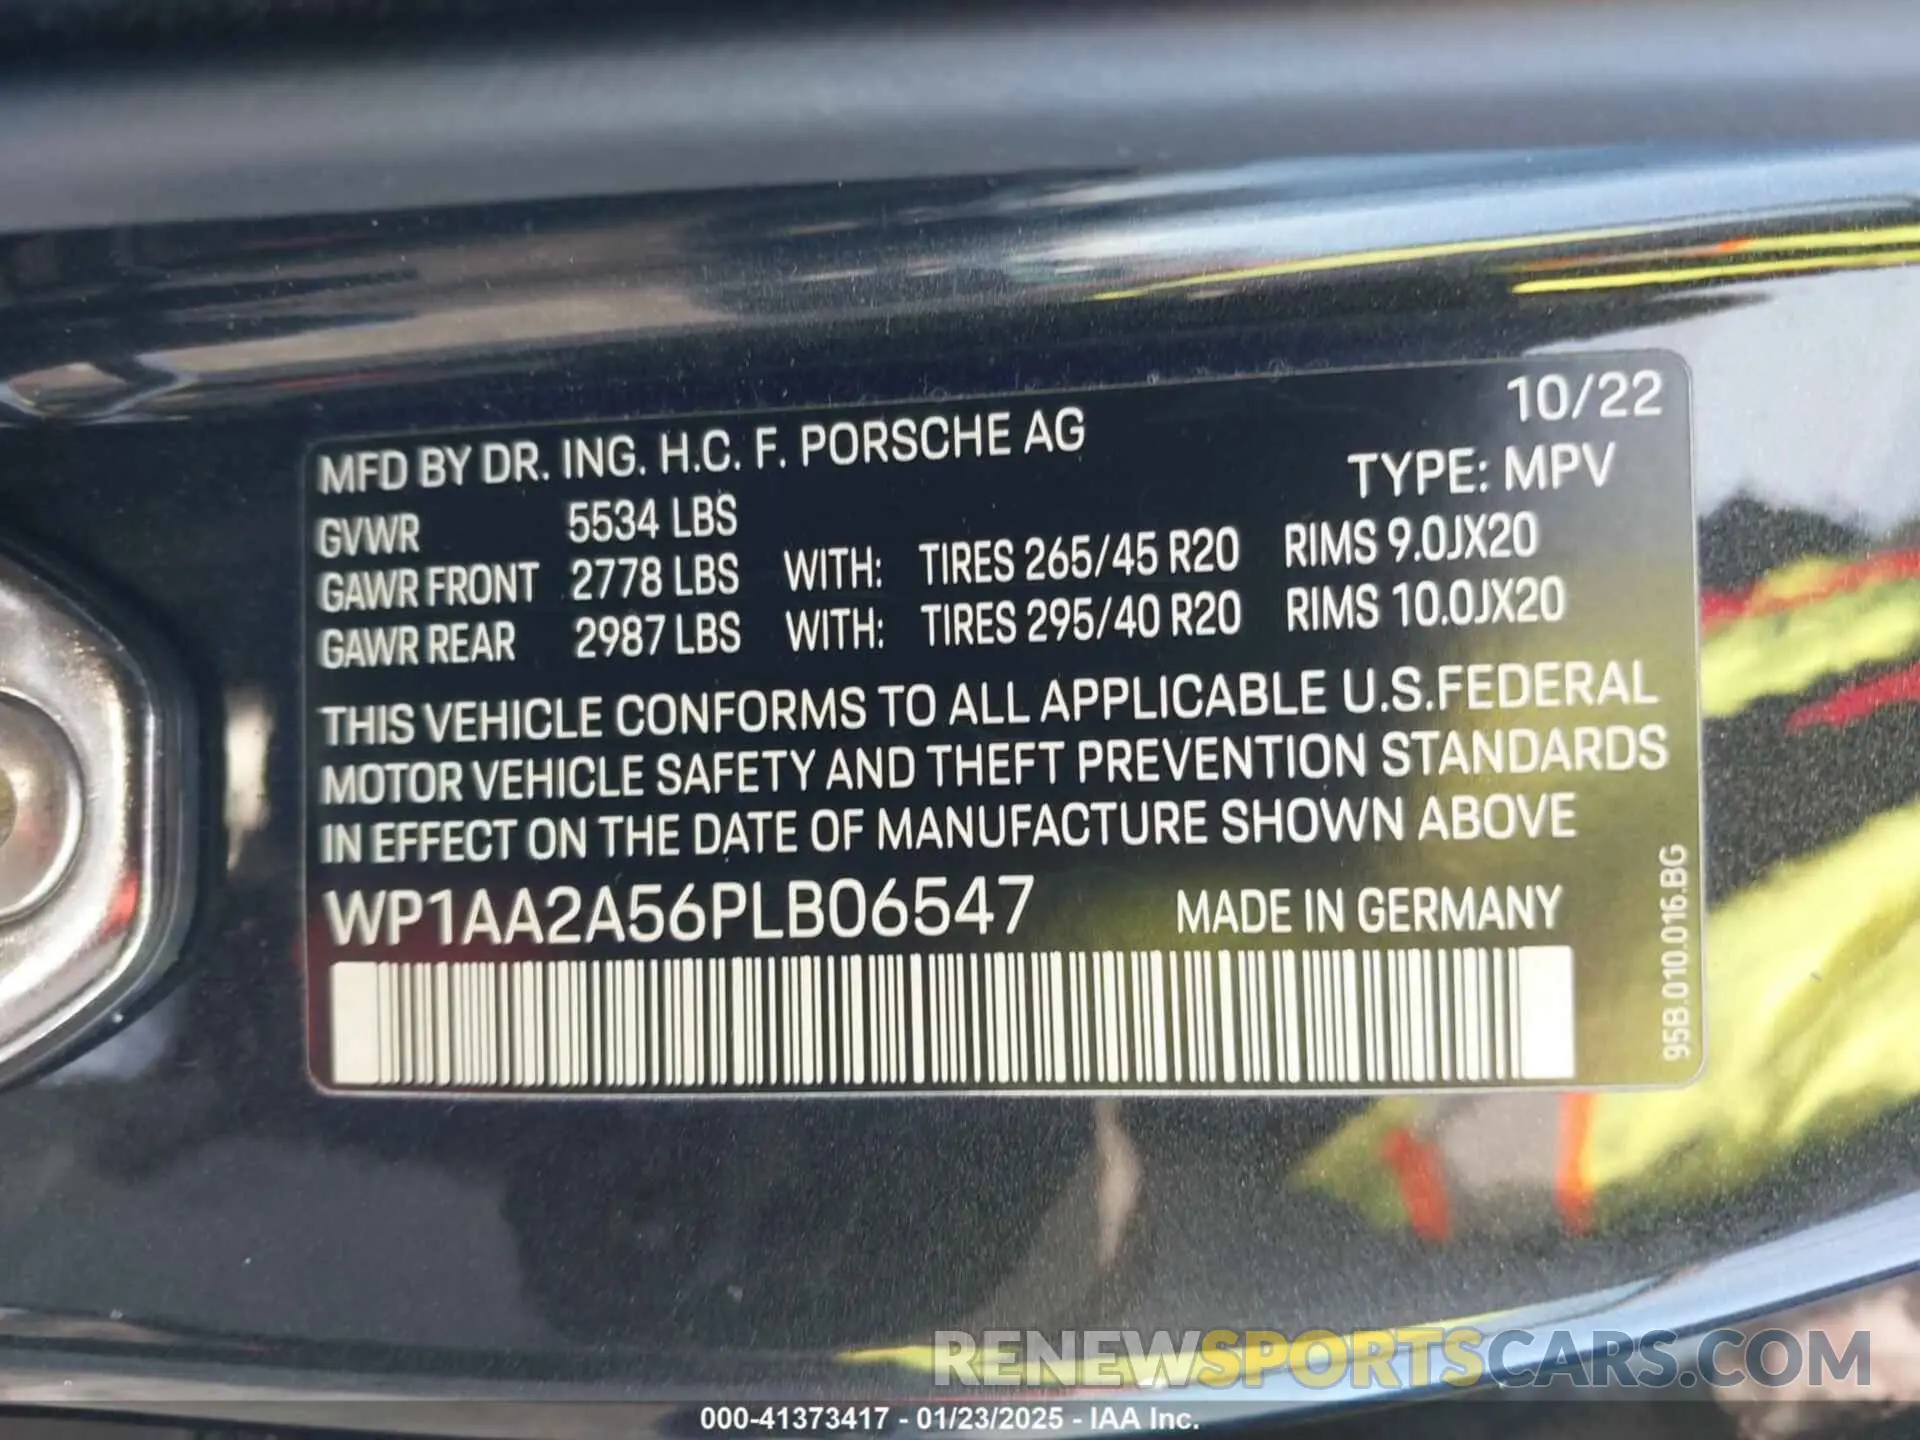 10/22
MFD BY DR. ING. H.C. F. PORSCHE AG
TYPE: MPV
GVWR 5534 LBS
GAWR FRONT 2778 LBS WITH: TIRES 265/45 R20 RIMS 9.0JX20
GAWR REAR 2987 LBS WITH: TIRES 295/40 R20 RIMS 10.0JX20
THIS VEHICLE CONFORMS TO ALL APPLICABLE U.S.FEDERAL
MOTOR VEHICLE SAFETY AND THEFT PREVENTION STANDARDS
IN EFFECT ON THE DATE OF MANUFACTURE SHOWN ABOVE
WP1AA2A56PLB06547 MADE IN GERMANY
95B.010.016.BG
RENEWSPORTSCARS.COM
000-41373417 - 01/23/2025 - IAA Inc.